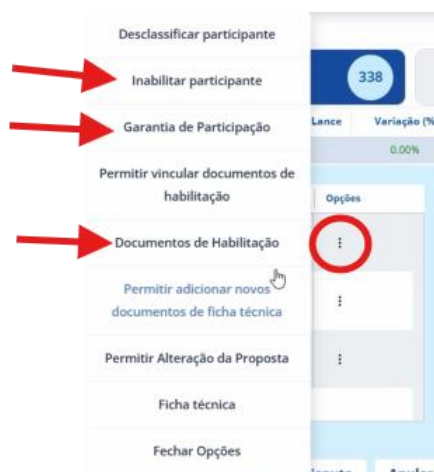 Desclassificar participante
Inabilitar participante
338
Garantia de Participação
Lance Variação (%
0.00%
Permitir vincular documentos de
habilitação
Opções
Documentos de Habilitação
Permitir adicionar novos
documentos de ficha técnica
Permitir Alteração da Proposta
Ficha técnica
Fechar Opções